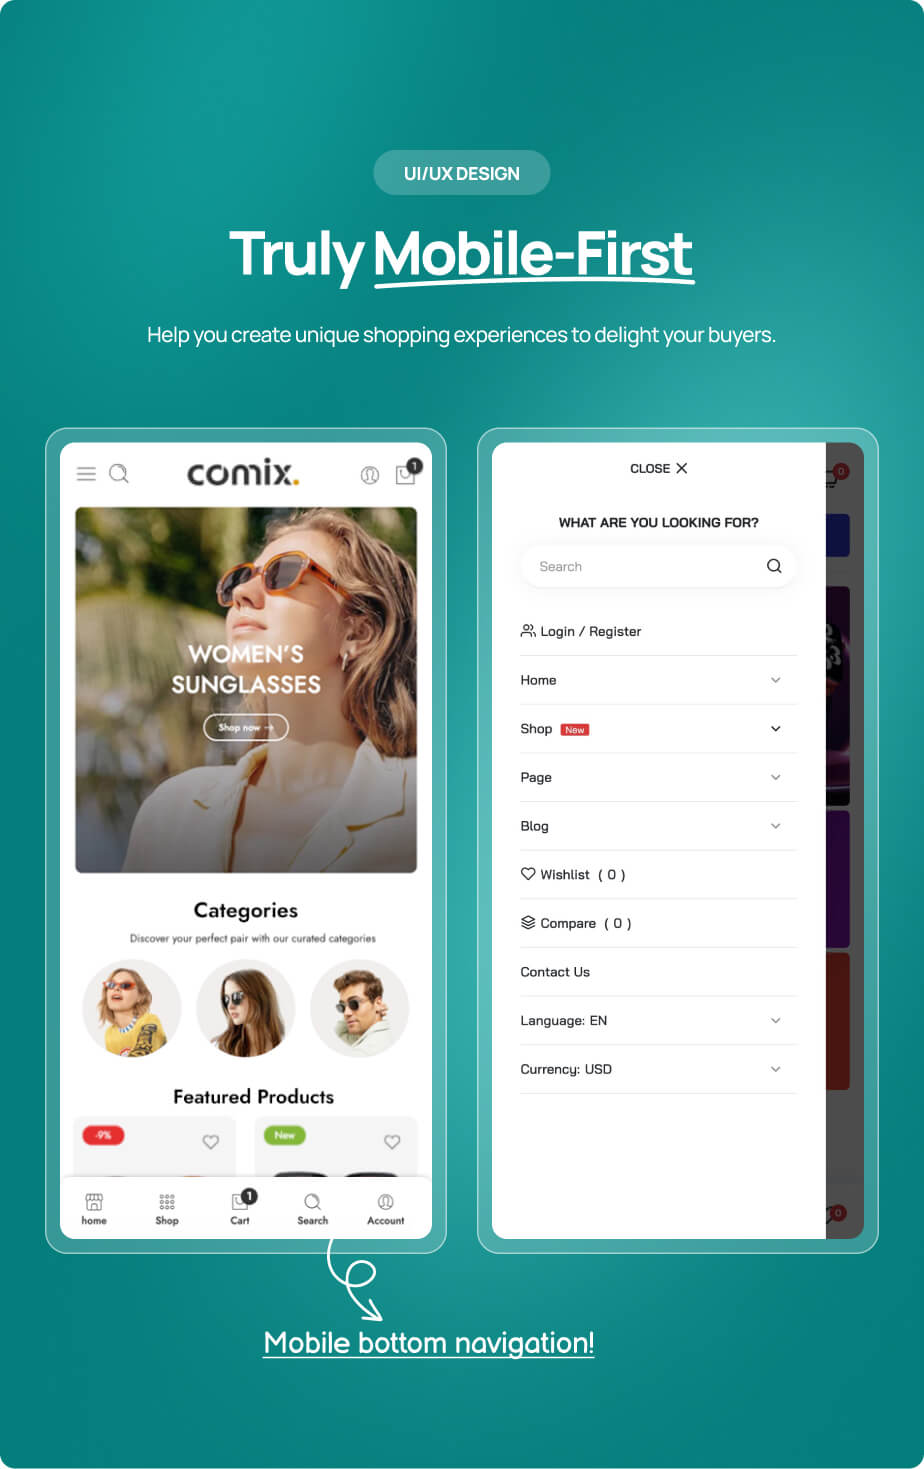 UI/UX DESIGN
Truly Mobile-First
Help you create unique shopping experiences to delight your buyers.
comix.
1
WOMEN'S
SUNGLASSES
Shop now →
Categories
Discover your perfect pair with our curated categories
Featured Products
-9%
New
1
home
Shop
Cart
Search
Account
CLOSE
0
WHAT ARE YOU LOOKING FOR?
Search
Login / Register
Home
Shop New
Page
Blog
Wishlist ( 0 )
Compare ( 0 )
Contact Us
Language: EN
Currency: USD
0
Mobile bottom navigation!